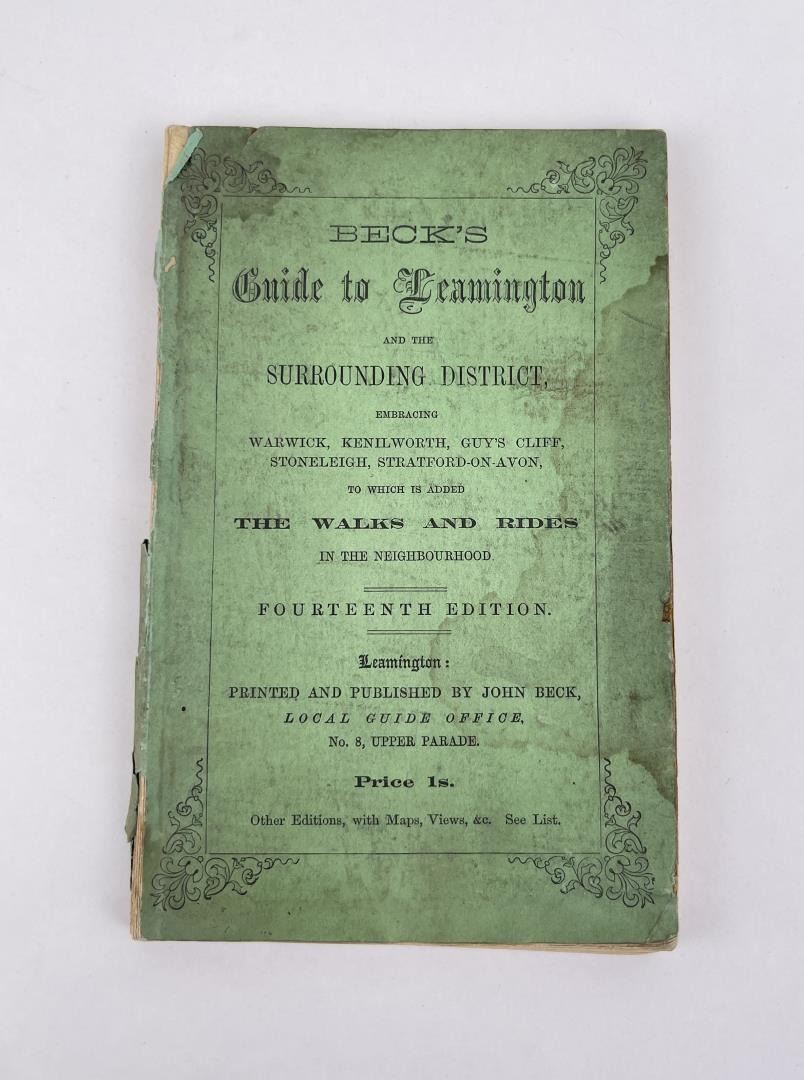 BECK'S
Guide to Leamington
AND THE
SURROUNDING DISTRICT,
EMBRACING
WARWICK, KENILWORTH, GUY'S CLIFF,
STONELEIGH, STRATFORD-ON-AVON,
TO WHICH IS ADDED
THE WALKS AND RIDES
IN THE NEIGHBOURHOOD.
FOURTEENTH EDITION.
Leamington:
PRINTED AND PUBLISHED BY JOHN BECK,
LOCAL GUIDE OFFICE,
No. 8, UPPER PARADE.
Price 1s.
Other Editions, with Maps, Views, &c. See List.